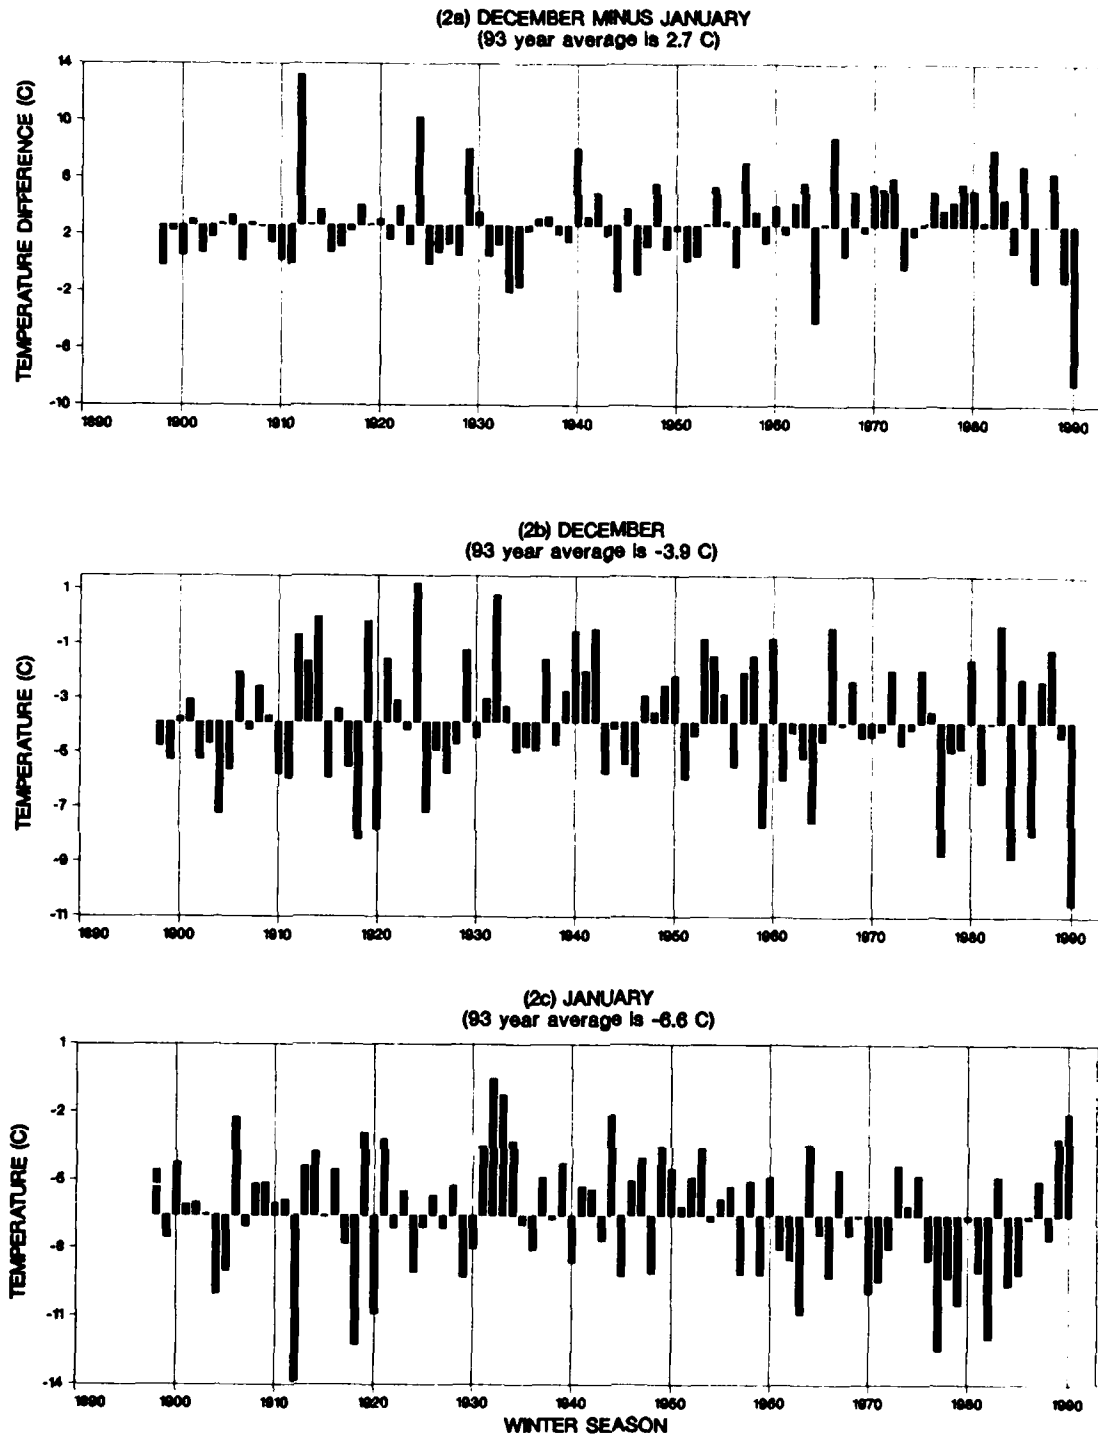 (2a) DECEMBER MINUS JANUARY
(93 year average is 2.7 C)
TEMPERATURE DIFFERENCE (C)
14
10
6
2
-2
-6
-10
1890 1900 1910 1920 1930 1940 1950 1960 1970 1980 1990
(2b) DECEMBER
(93 year average is -3.9 C)
TEMPERATURE (C)
1
-1
-3
-5
-7
-9
-11
1890 1900 1910 1920 1930 1940 1950 1960 1970 1980 1990
(2c) JANUARY
(93 year average is -6.6 C)
TEMPERATURE (C)
1
-2
-5
-8
-11
-14
1890 1900 1910 1920 1930 1940 1950 1960 1970 1980 1990
WINTER SEASON